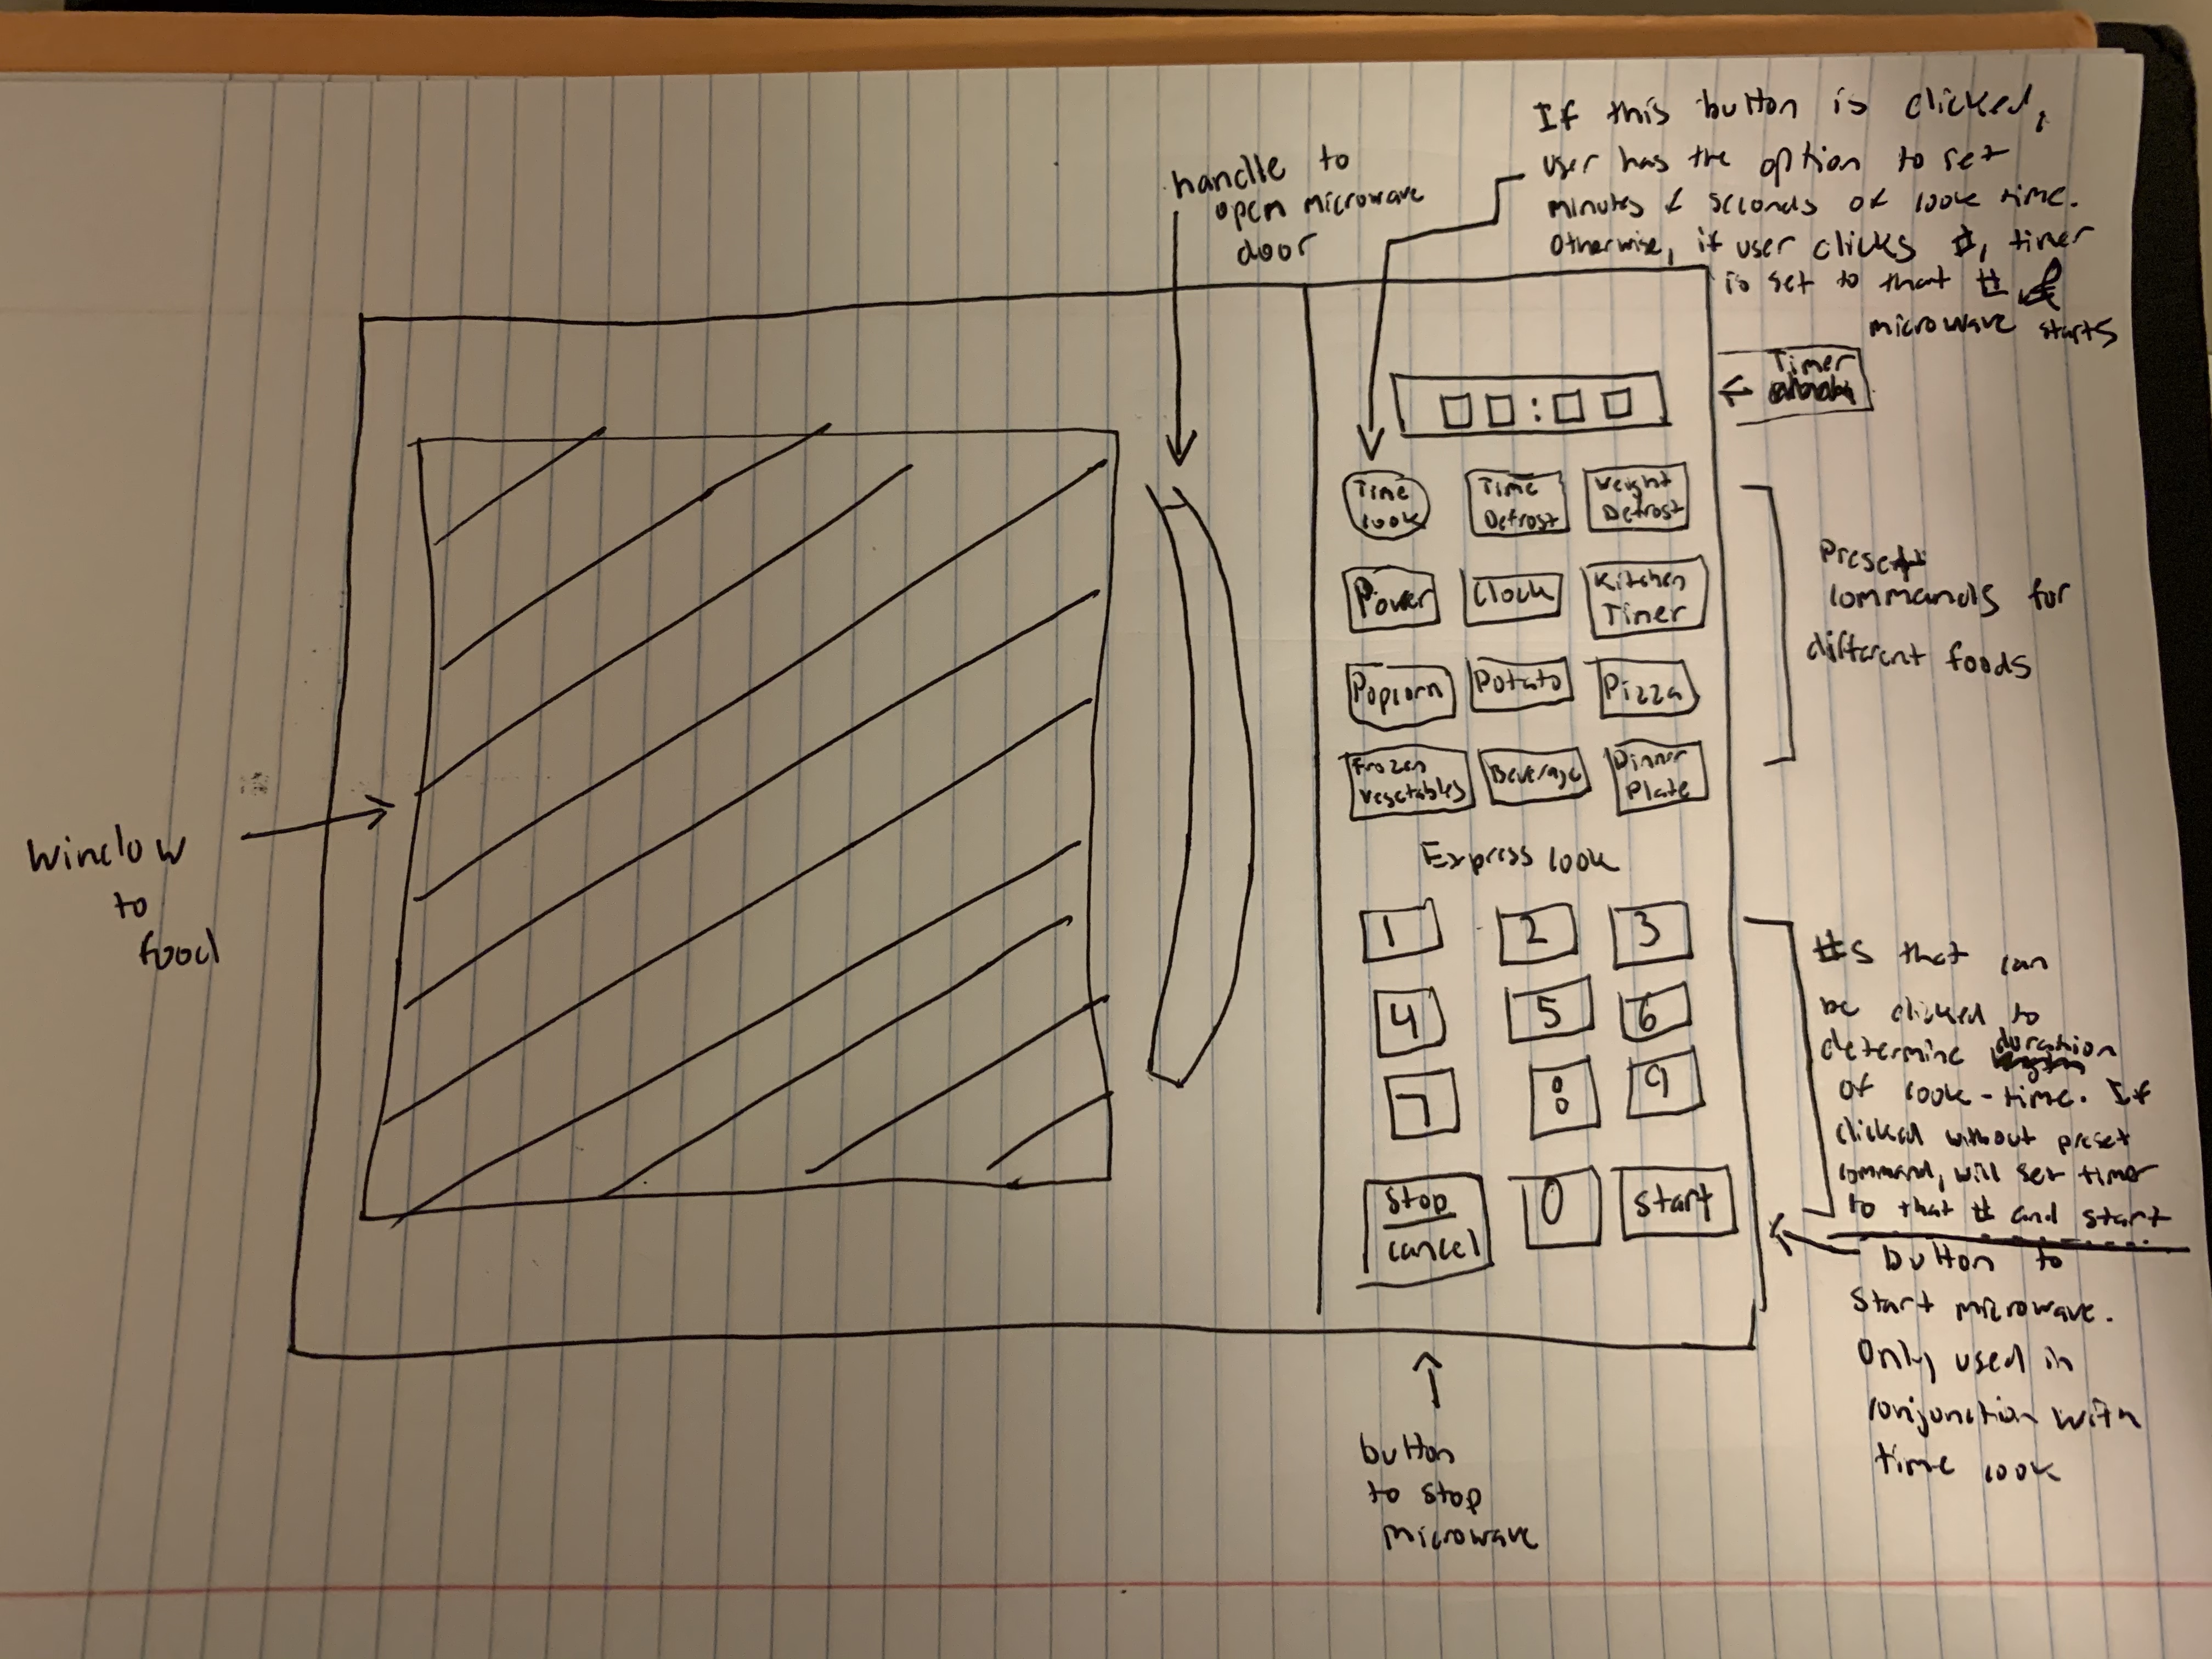 If this button is clicked,
user has the option to set
minutes & seconds of cook time.
Otherwise, if user clicks #, timer
is set to that # &
microwave starts
handle to
open microwave
door
Timer
Time
Cook
Time
Defrost
Weight
Defrost
Power
Clock
Kitchen
Timer
Popcorn
Potato
Pizza
Frozen
Vegetables
Beverage
Dinner
Plate
Preset
commands for
different foods
Window
to
food
Express Cook
1 2 3
4 5 6
7 8 9
Stop
cancel
0
Start
#s that can
be clicked to
determine duration
of cook-time. If
clicked without preset
command, will set timer
to that # and start
button to
start microwave.
Only used in
conjunction with
time cook
button
to stop
microwave